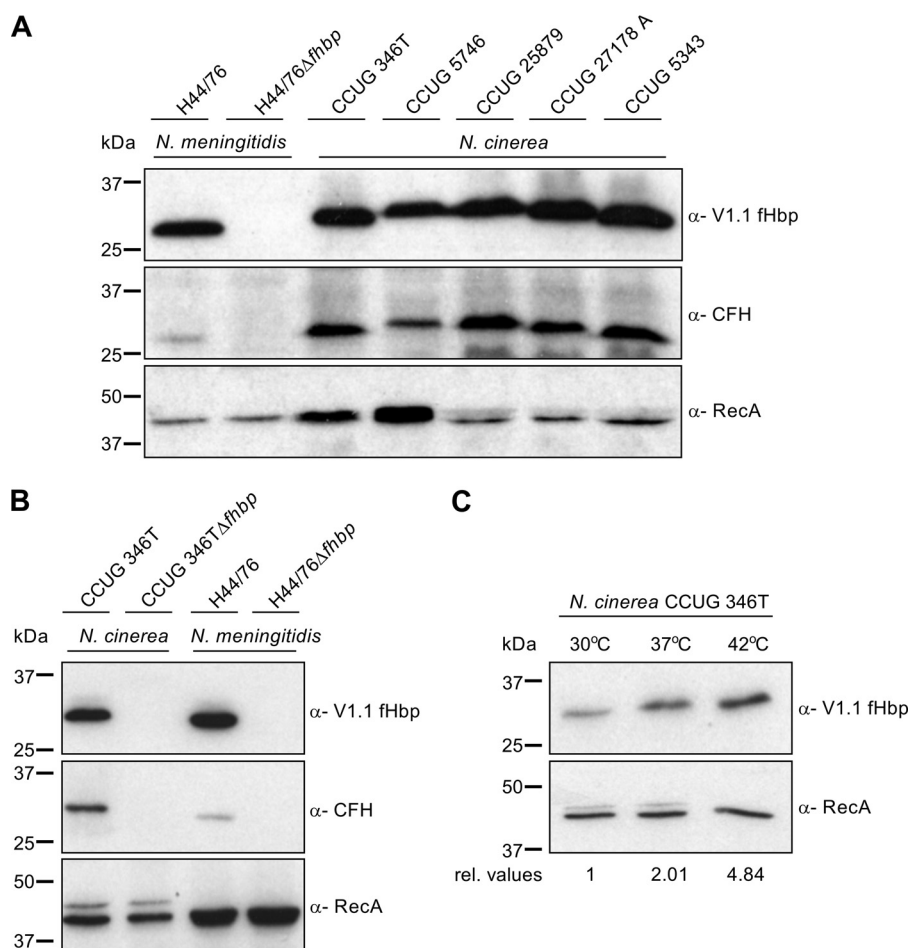 A
H44/76
H44/76Δfhbp
CCUG 346T
CCUG 5746
CCUG 25879
CCUG 27178 A
CCUG 5343
kDa
N. meningitidis
N. cinerea
37
25
α- V1.1 fHbp
37
25
α- CFH
50
37
α- RecA
B
CCUG 346T
CCUG 346TΔfhbp
H44/76
H44/76Δfhbp
kDa
N. cinerea
N. meningitidis
37
25
α- V1.1 fHbp
37
25
α- CFH
50
37
α- RecA
C
N. cinerea CCUG 346T
kDa
30ºC
37ºC
42ºC
37
25
α- V1.1 fHbp
50
37
α- RecA
rel. values 1 2.01 4.84